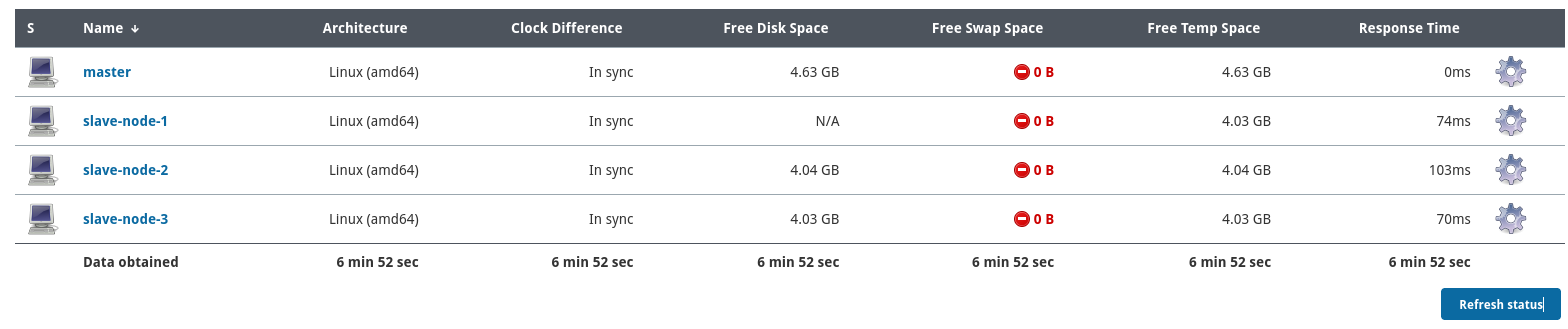 S Name ↓ Architecture Clock Difference Free Disk Space Free Swap Space Free Temp Space Response Time
master Linux (amd64) In sync 4.63 GB 0 B 4.63 GB 0ms
slave-node-1 Linux (amd64) In sync N/A 0 B 4.03 GB 74ms
slave-node-2 Linux (amd64) In sync 4.04 GB 0 B 4.04 GB 103ms
slave-node-3 Linux (amd64) In sync 4.03 GB 0 B 4.03 GB 70ms
Data obtained 6 min 52 sec 6 min 52 sec 6 min 52 sec 6 min 52 sec 6 min 52 sec 6 min 52 sec
Refresh status